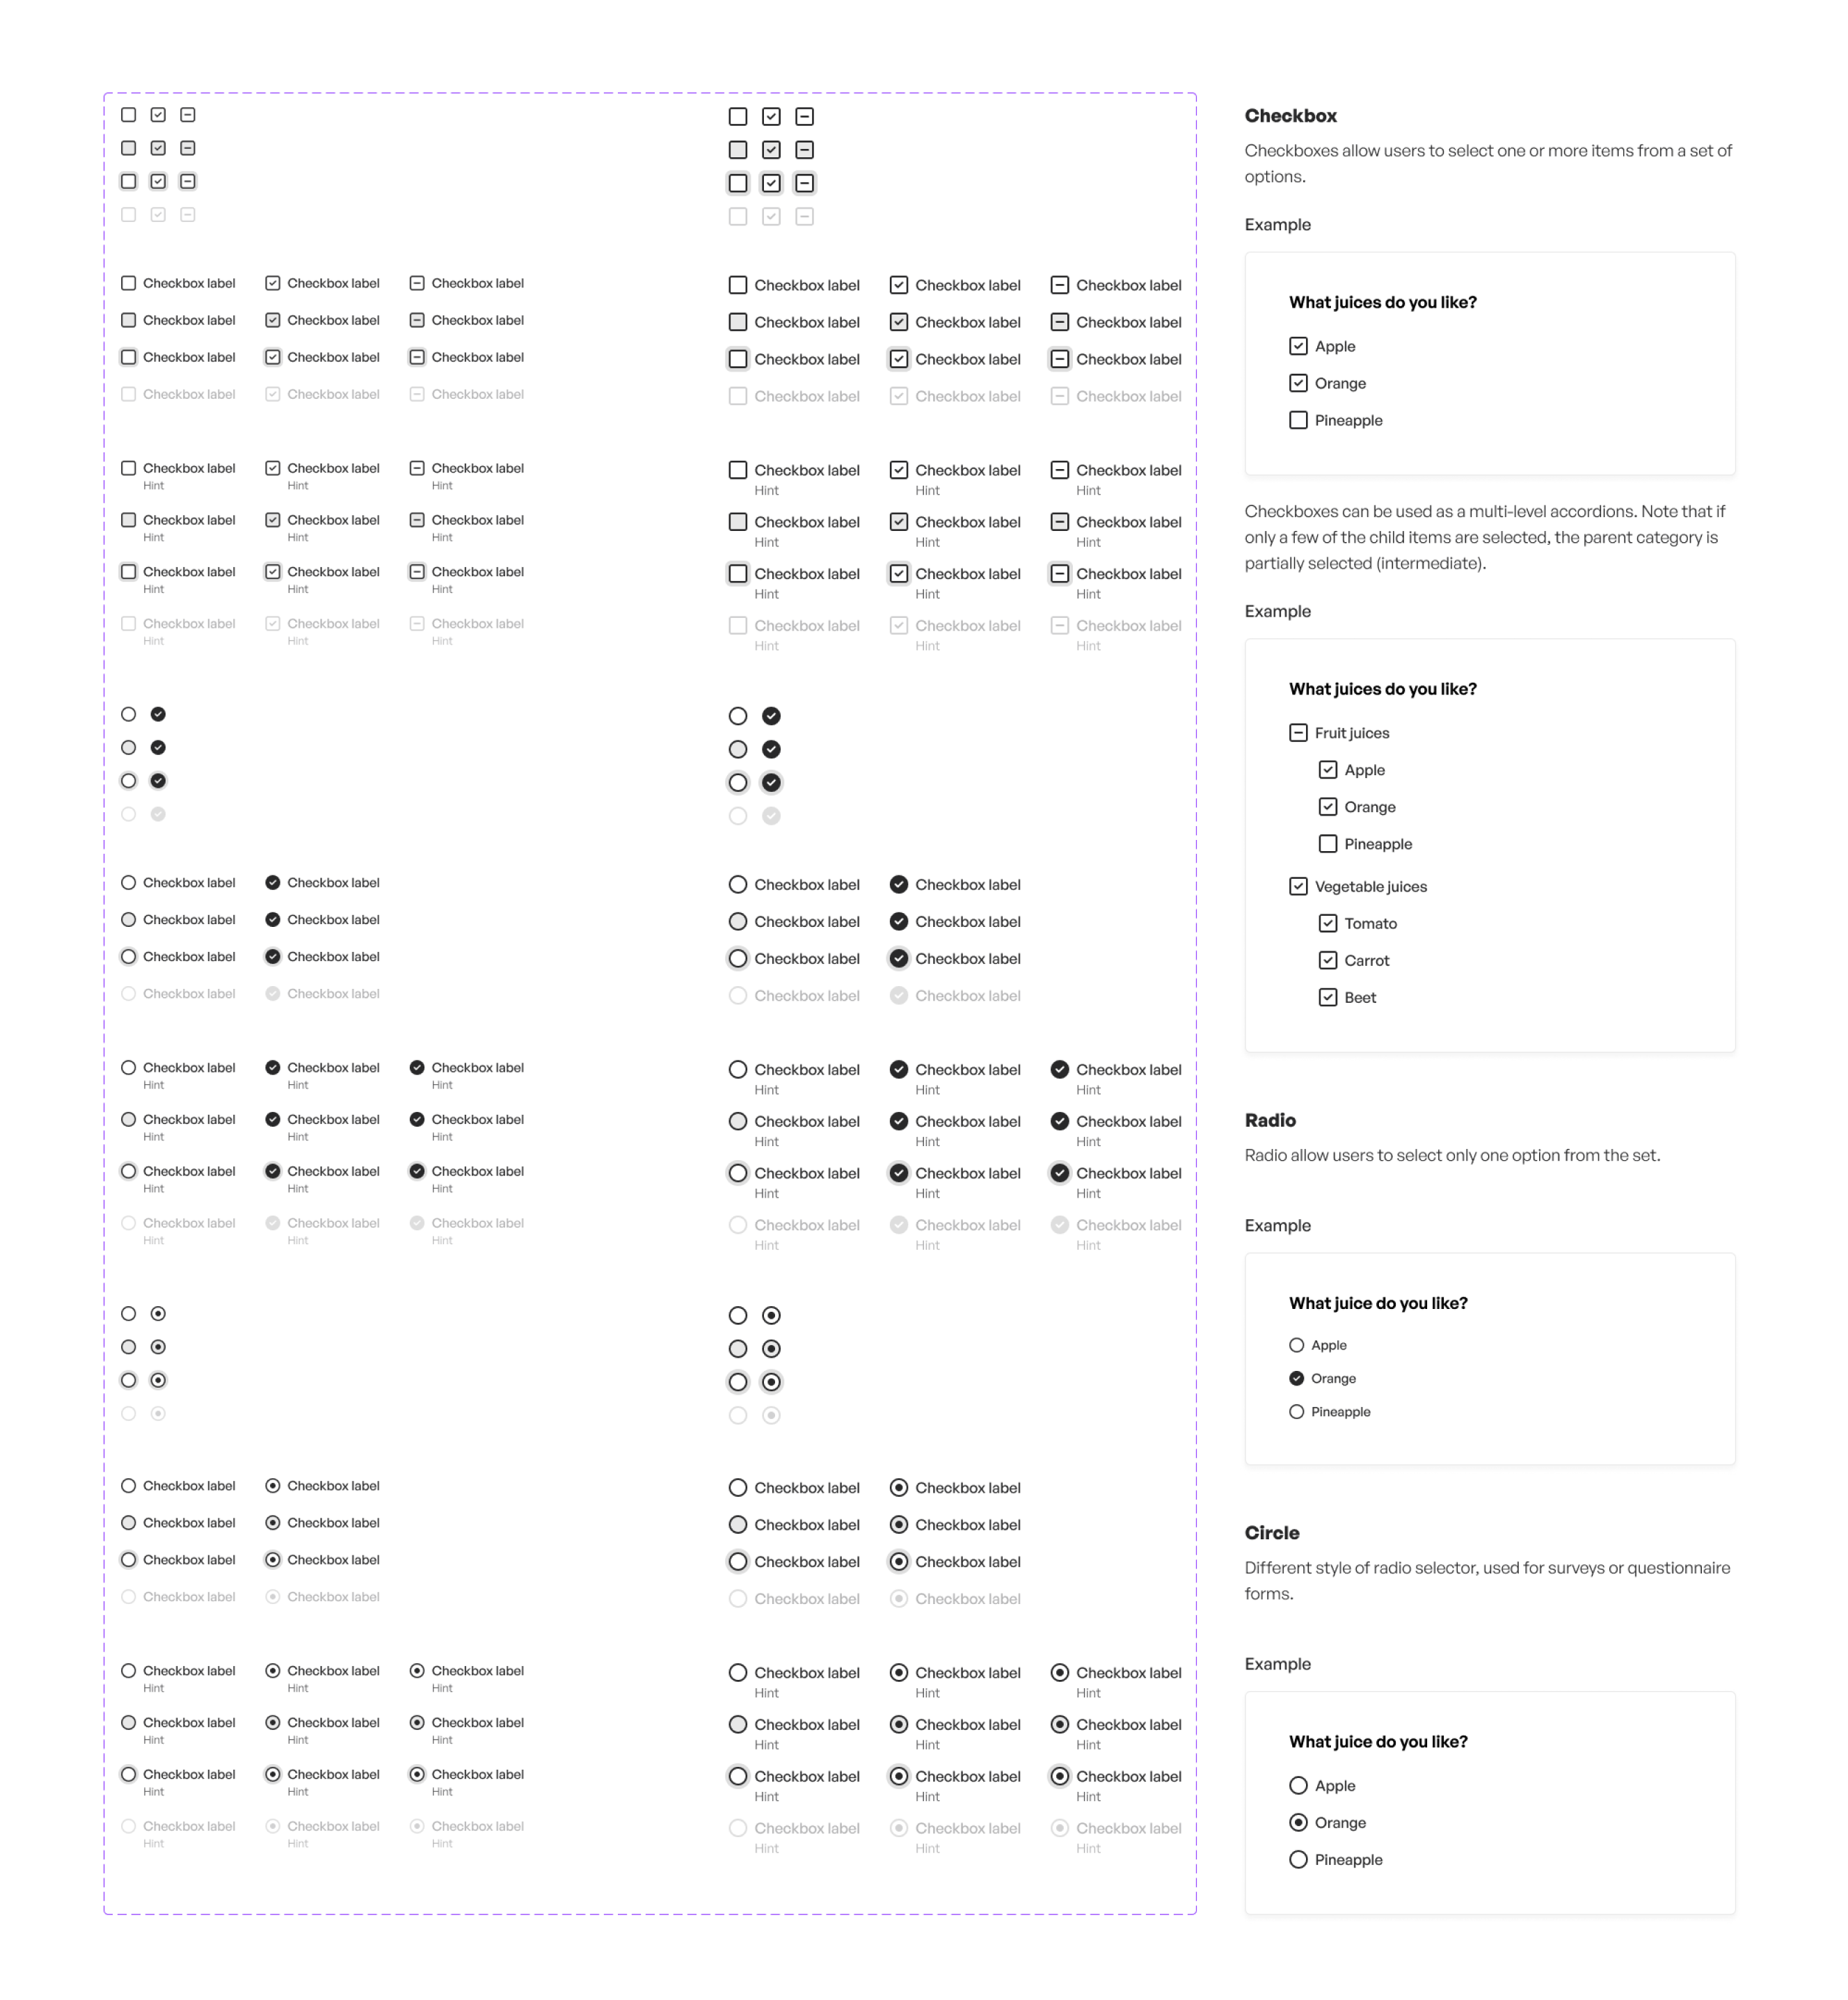 Checkbox label Checkbox label Checkbox label
Checkbox label Checkbox label Checkbox label
Checkbox label Checkbox label Checkbox label
Checkbox label Checkbox label Checkbox label
Checkbox label Checkbox label Checkbox label
Hint Hint Hint
Checkbox label Checkbox label Checkbox label
Hint Hint Hint
Checkbox label Checkbox label Checkbox label
Hint Hint Hint
Checkbox label Checkbox label Checkbox label
Hint Hint Hint
Checkbox label Checkbox label
Checkbox label Checkbox label
Checkbox label Checkbox label
Checkbox label Checkbox label
Checkbox label Checkbox label Checkbox label
Hint Hint Hint
Checkbox label Checkbox label Checkbox label
Hint Hint Hint
Checkbox label Checkbox label Checkbox label
Hint Hint Hint
Checkbox label Checkbox label Checkbox label
Hint Hint Hint
Checkbox label Checkbox label
Checkbox label Checkbox label
Checkbox label Checkbox label
Checkbox label Checkbox label
Checkbox label Checkbox label Checkbox label
Hint Hint Hint
Checkbox label Checkbox label Checkbox label
Hint Hint Hint
Checkbox label Checkbox label Checkbox label
Hint Hint Hint
Checkbox label Checkbox label Checkbox label
Hint Hint Hint
Checkbox label Checkbox label Checkbox label
Checkbox label Checkbox label Checkbox label
Checkbox label Checkbox label Checkbox label
Checkbox label Checkbox label Checkbox label
Checkbox label Checkbox label Checkbox label
Hint Hint Hint
Checkbox label Checkbox label Checkbox label
Hint Hint Hint
Checkbox label Checkbox label Checkbox label
Hint Hint Hint
Checkbox label Checkbox label Checkbox label
Hint Hint Hint
Checkbox label Checkbox label
Checkbox label Checkbox label
Checkbox label Checkbox label
Checkbox label Checkbox label
Checkbox label Checkbox label Checkbox label
Hint Hint Hint
Checkbox label Checkbox label Checkbox label
Hint Hint Hint
Checkbox label Checkbox label Checkbox label
Hint Hint Hint
Checkbox label Checkbox label Checkbox label
Hint Hint Hint
Checkbox label Checkbox label
Checkbox label Checkbox label
Checkbox label Checkbox label
Checkbox label Checkbox label
Checkbox label Checkbox label Checkbox label
Hint Hint Hint
Checkbox label Checkbox label Checkbox label
Hint Hint Hint
Checkbox label Checkbox label Checkbox label
Hint Hint Hint
Checkbox label Checkbox label Checkbox label
Hint Hint Hint
Checkbox
Checkboxes allow users to select one or more items from a set of
options.
Example
What juices do you like?
Apple
Orange
Pineapple
Checkboxes can be used as a multi-level accordions. Note that if
only a few of the child items are selected, the parent category is
partially selected (intermediate).
Example
What juices do you like?
Fruit juices
Apple
Orange
Pineapple
Vegetable juices
Tomato
Carrot
Beet
Radio
Radio allow users to select only one option from the set.
Example
What juice do you like?
Apple
Orange
Pineapple
Circle
Different style of radio selector, used for surveys or questionnaire
forms.
Example
What juice do you like?
Apple
Orange
Pineapple